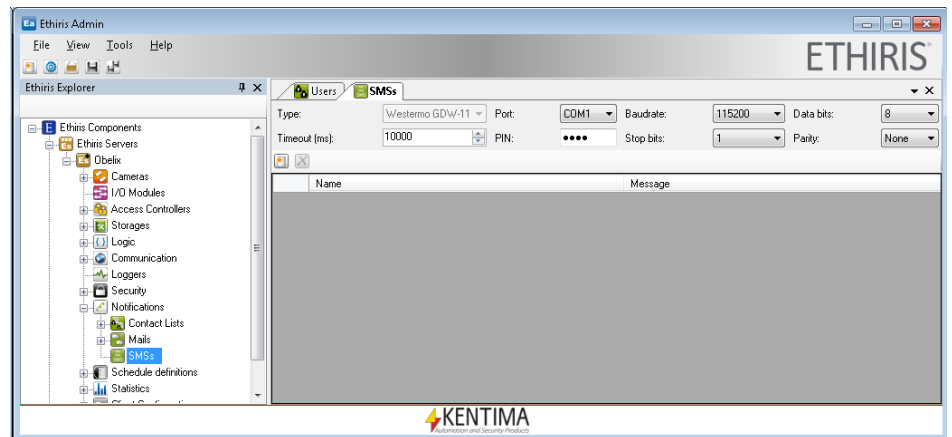 Ea Ethiris Admin
File View Tools Help
ETHIRIS
Ethiris Explorer
Users SMSs
Type: Westermo GDW-11 Port: COM1 Baudrate: 115200 Data bits: 8
Timeout (ms): 10000 PIN: •••• Stop bits: 1 Parity: None
Name Message
Ethiris Components
Ethiris Servers
Obelix
Cameras
I/O Modules
Access Controllers
Storages
Logic
Communication
Loggers
Security
Notifications
Contact Lists
Mails
SMSs
Schedule definitions
Statistics
KENTIMA
Automation and Security Products